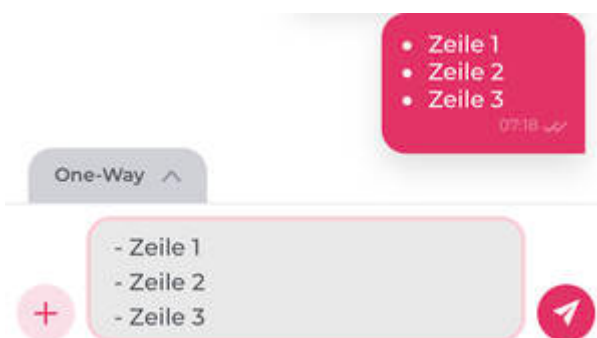 • Zeile 1
• Zeile 2
• Zeile 3
07:18
One-Way
- Zeile 1
- Zeile 2
- Zeile 3